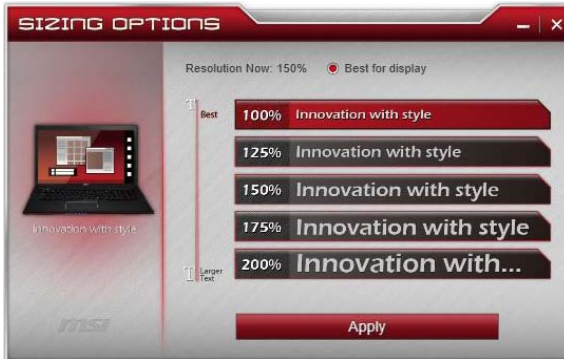 SIZING OPTIONS
Resolution Now: 150% Best for display
T Best
100% Innovation with style
125% Innovation with style
150% Innovation with style
175% Innovation with style
T Larger Text
200% Innovation with...
innovation with style
msi
Apply